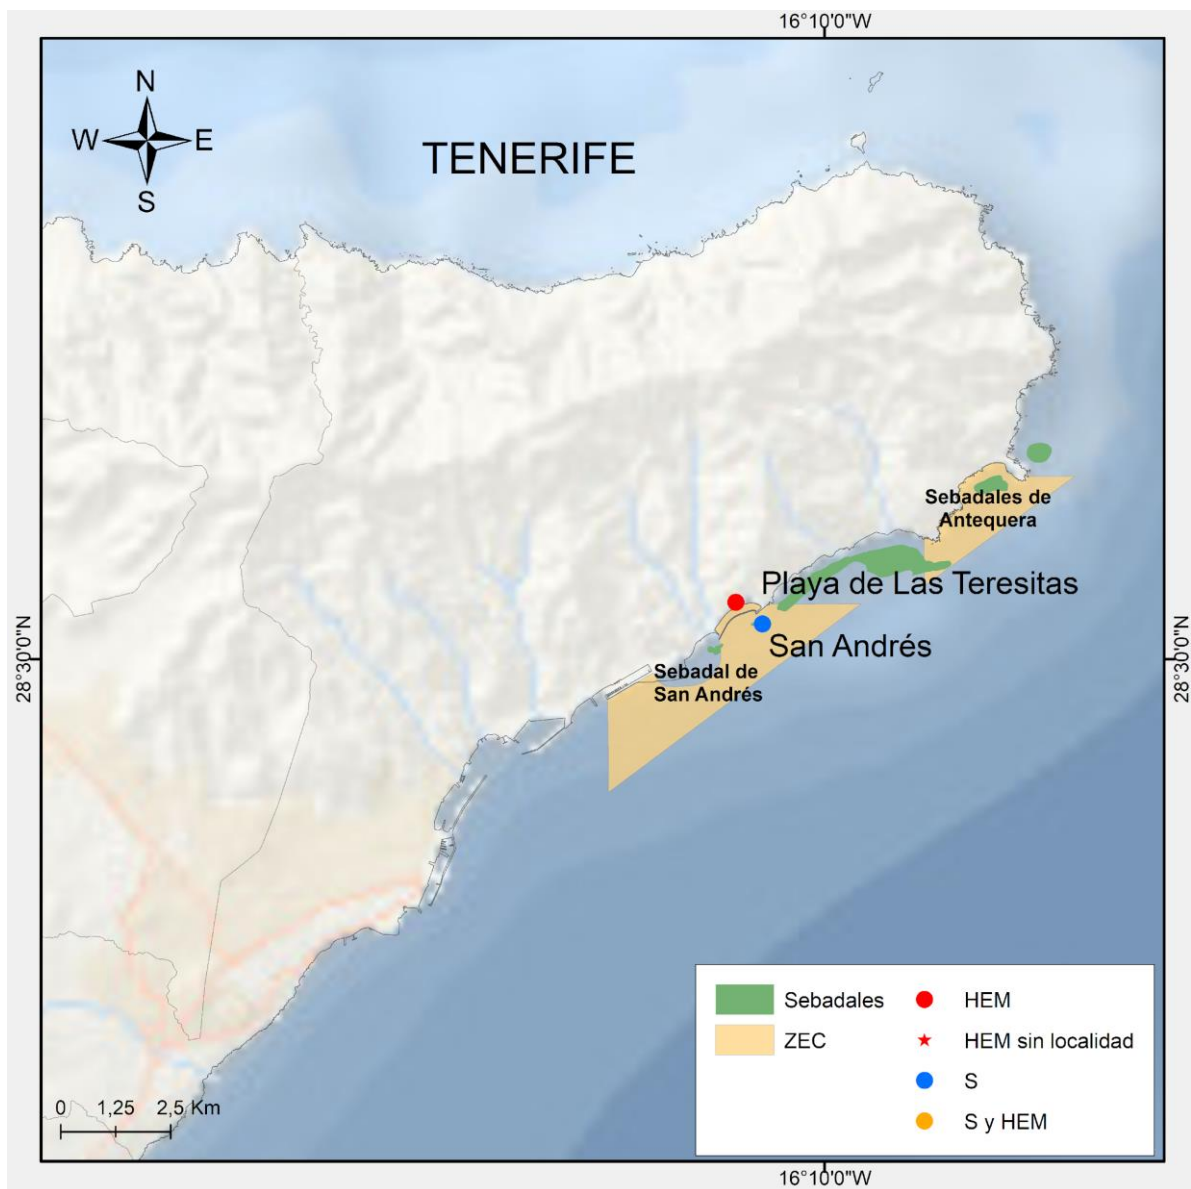 16°10'0"W
N
W E
S
TENERIFE
Sebadales de
Antequera
Playa de Las Teresitas
San Andrés
Sebadal de
San Andrés
28°30'0"N
28°30'0"N
Sebadales
ZEC
HEM
HEM sin localidad
S
S y HEM
0 1,25 2,5 Km
16°10'0"W